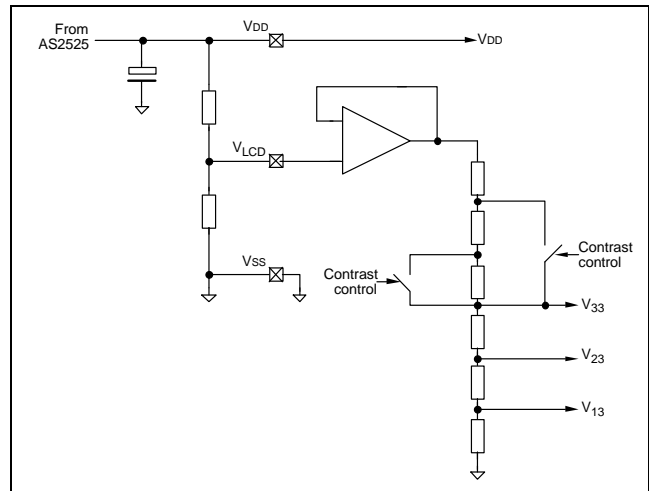 From
AS2525
VDD
VDD
VLCD
VSS
Contrast
control
Contrast
control
V33
V23
V13